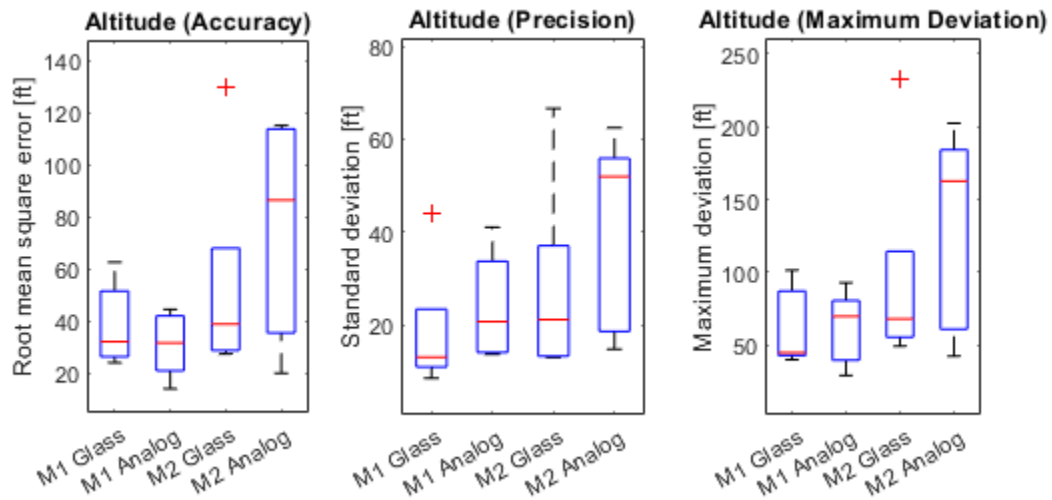 Altitude (Accuracy)
Root mean square error [ft]
140
120
100
80
60
40
20
M1 Glass
M1 Analog
M2 Glass
M2 Analog
Altitude (Precision)
Standard deviation [ft]
80
60
40
20
M1 Glass
M1 Analog
M2 Glass
M2 Analog
Altitude (Maximum Deviation)
Maximum deviation [ft]
250
200
150
100
50
M1 Glass
M1 Analog
M2 Glass
M2 Analog